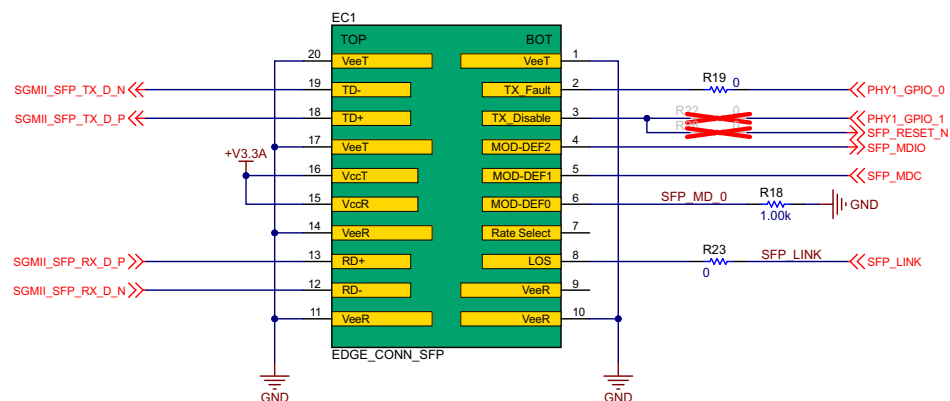 EC1
TOP BOT
20 VeeT VeeT 1
SGMII_SFP_TX_D_N 19 TD- TX_Fault 2 R19 0 PHY1_GPIO_0
SGMII_SFP_TX_D_P 18 TD+ TX_Disable 3 R22 0 PHY1_GPIO_1
SFP_RESET_N
17 VeeT MOD-DEF2 4 SFP_MDIO
+V3.3A
16 VccT MOD-DEF1 5 SFP_MDC
15 VccR MOD-DEF0 6 SFP_MD_0 R18 1.00k GND
14 VeeR Rate Select 7
SGMII_SFP_RX_D_P 13 RD+ LOS 8 R23 0 SFP_LINK SFP_LINK
SGMII_SFP_RX_D_N 12 RD- VeeR 9
11 VeeR VeeR 10
EDGE_CONN_SFP
GND GND